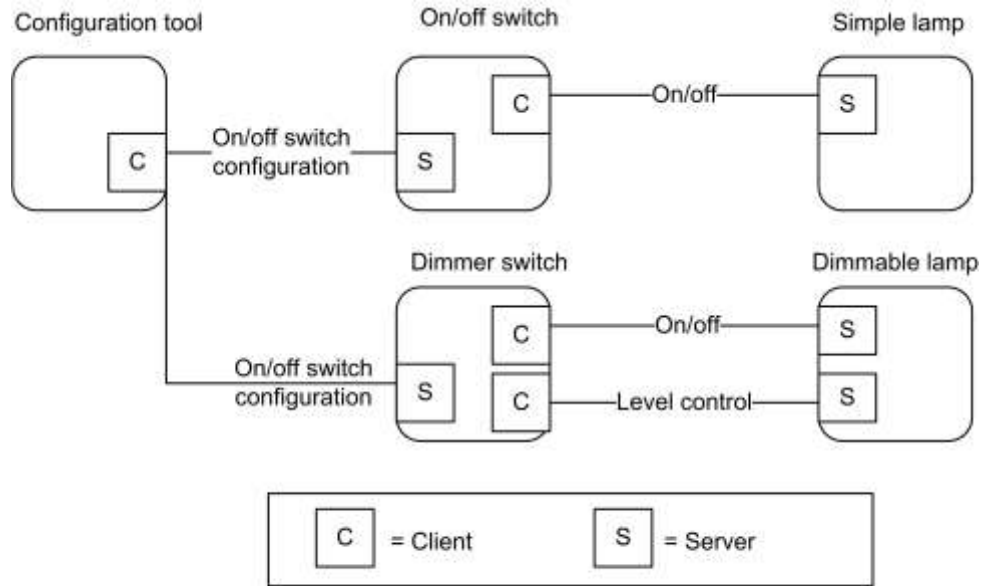 Configuration tool
On/off switch
Simple lamp
C
On/off switch
configuration
S
C
On/off
S
Dimmer switch
Dimmable lamp
On/off switch
configuration
S
C
On/off
S
C
Level control
S
C = Client
S = Server